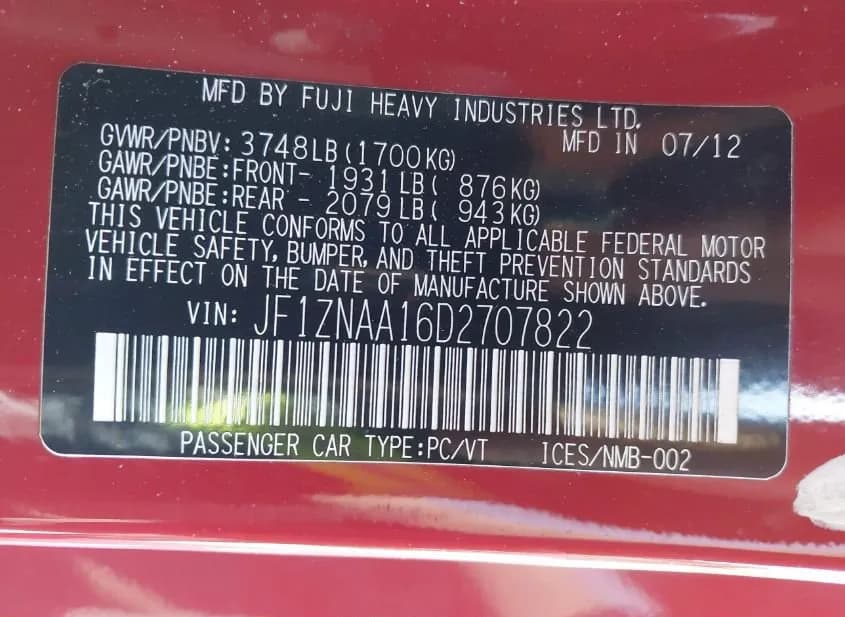 MFD BY FUJI HEAVY INDUSTRIES LTD.
MFD IN 07/12
GVWR/PNBV: 3748LB (1700KG)
GAWR/PNBE:FRONT- 1931 LB ( 876KG)
GAWR/PNBE:REAR - 2079 LB ( 943KG)
THIS VEHICLE CONFORMS TO ALL APPLICABLE FEDERAL MOTOR
VEHICLE SAFETY, BUMPER, AND THEFT PREVENTION STANDARDS
IN EFFECT ON THE DATE OF MANUFACTURE SHOWN ABOVE.
VIN: JF1ZNAA16D2707822
PASSENGER CAR TYPE:PC/VT ICES/NMB-002